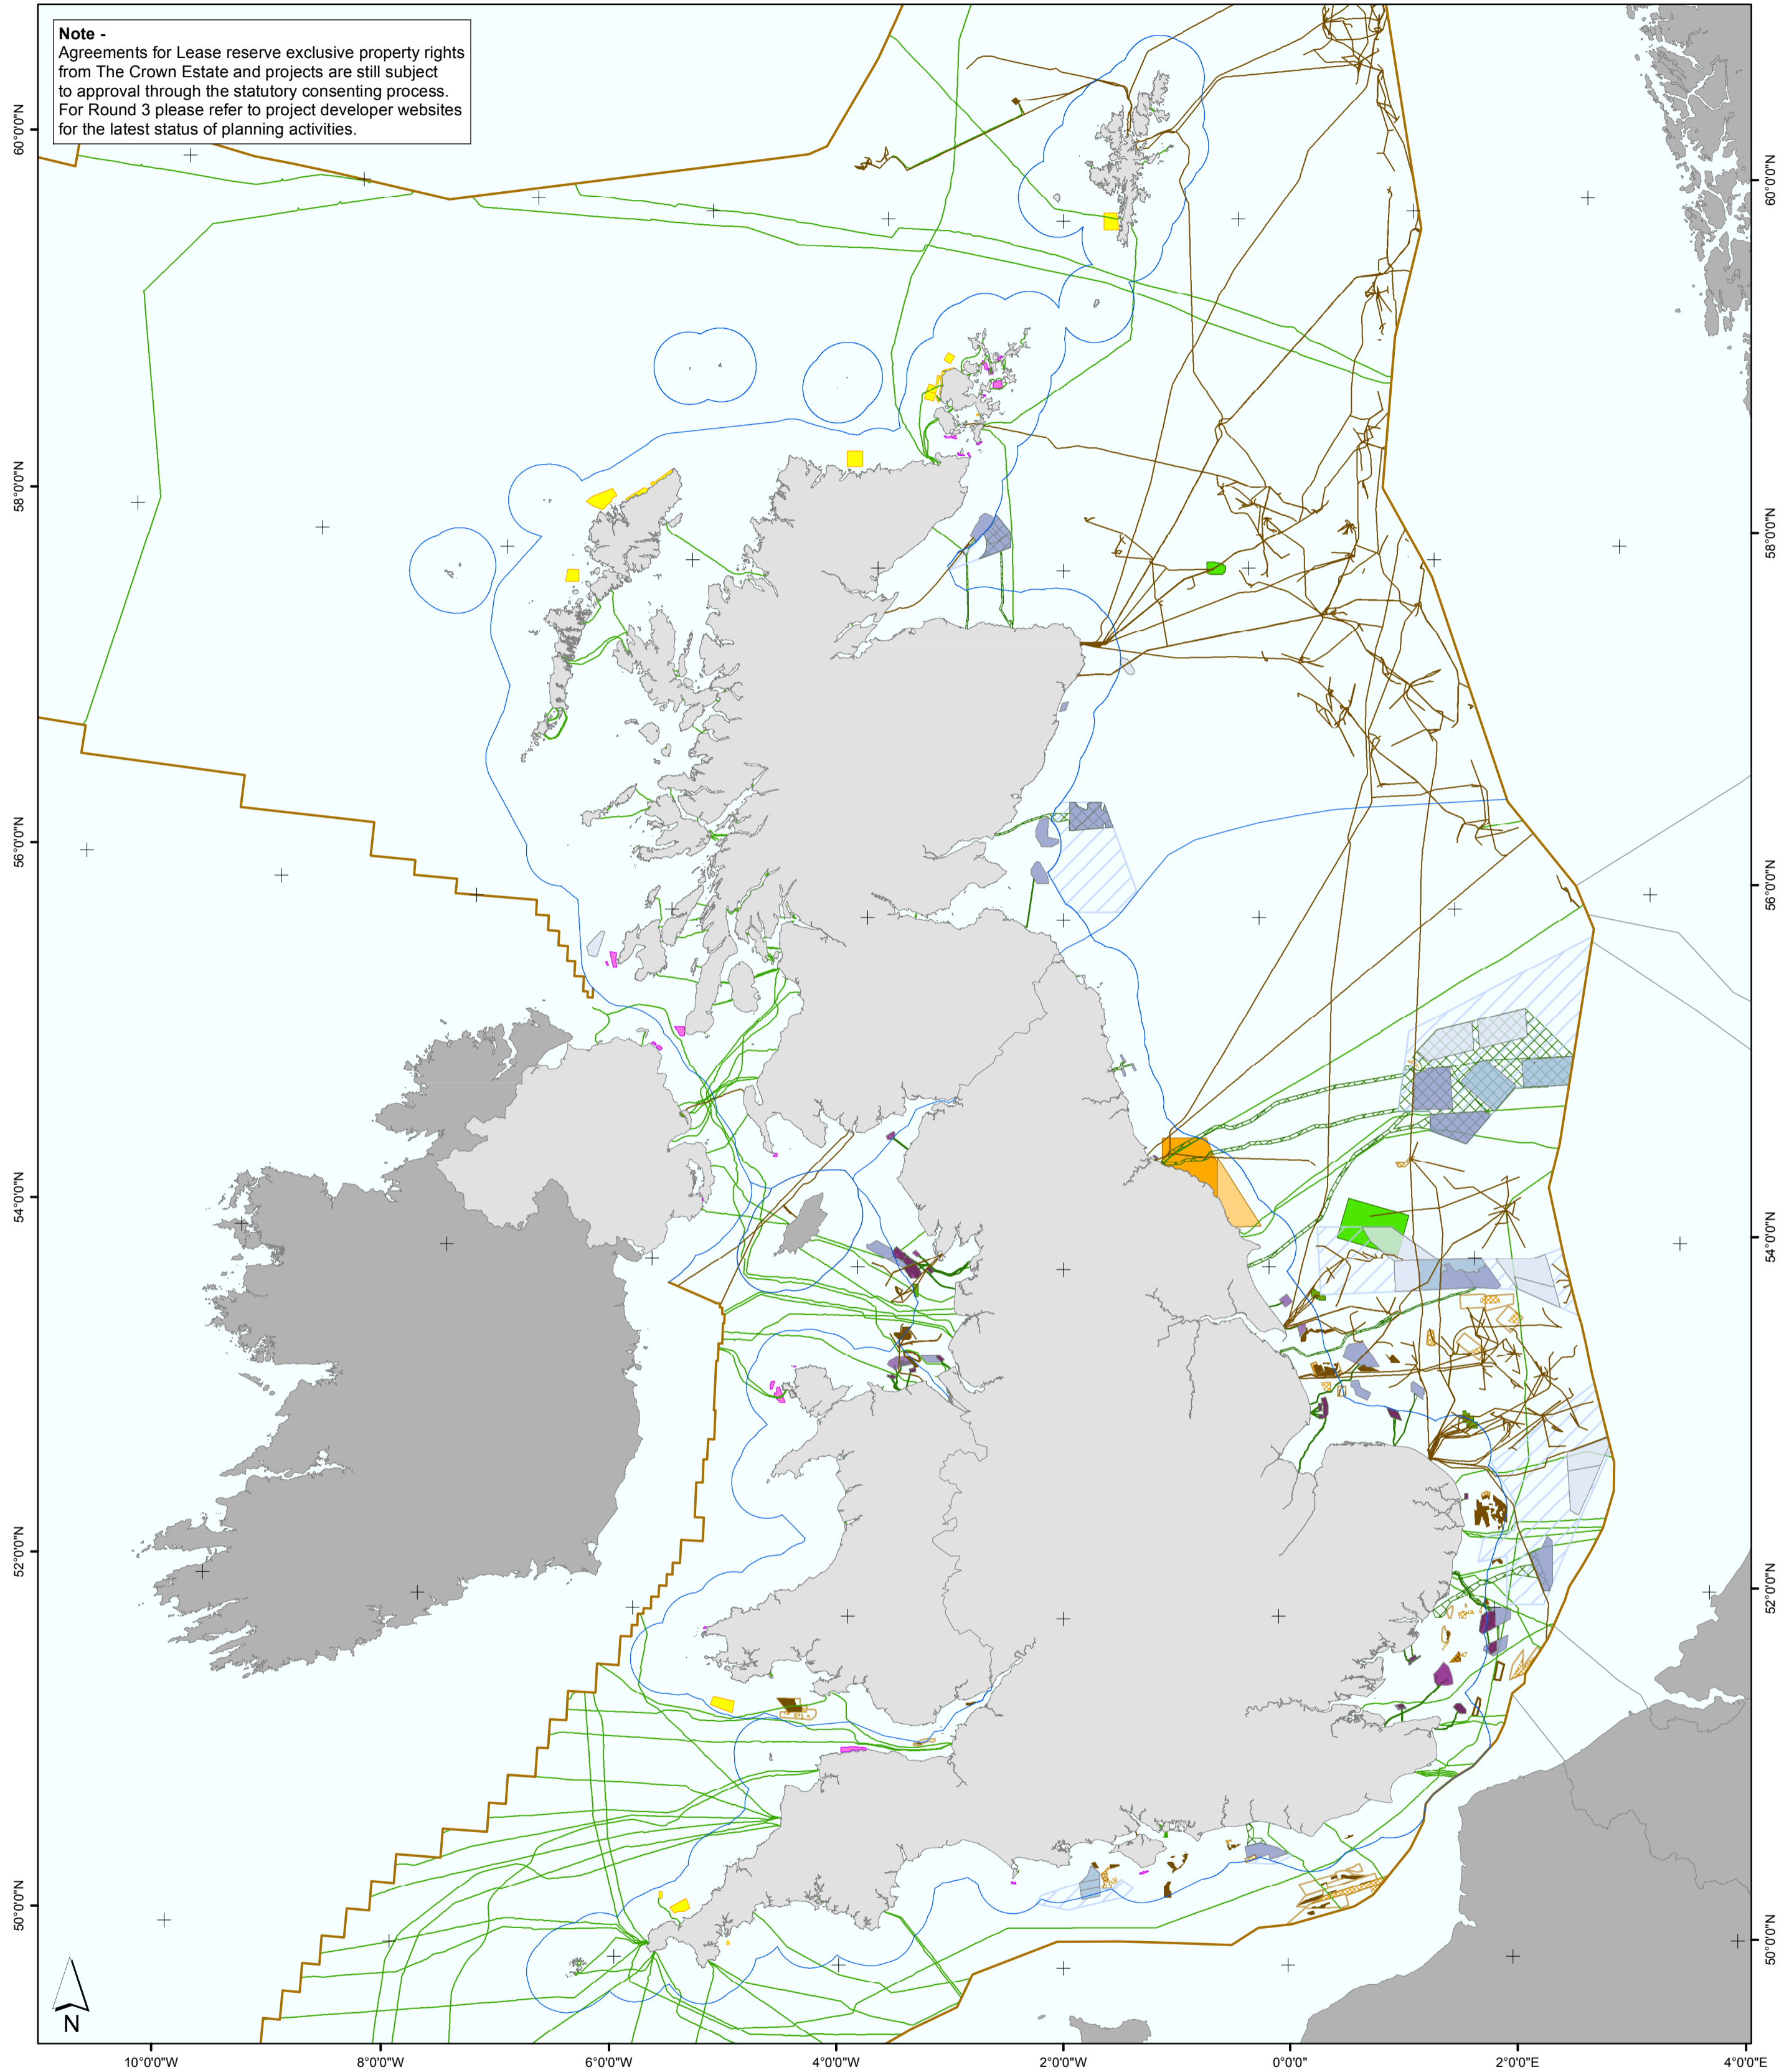 Note -
Agreements for Lease reserve exclusive property rights
from The Crown Estate and projects are still subject
to approval through the statutory consenting process.
For Round 3 please refer to project developer websites
for the latest status of planning activities.
60°0'0"N
60°0'0"N
58°0'0"N
58°0'0"N
56°0'0"N
56°0'0"N
54°0'0"N
54°0'0"N
52°0'0"N
52°0'0"N
50°0'0"N
50°0'0"N
N
10°0'0"W
8°0'0"W
6°0'0"W
4°0'0"W
2°0'0"W
0°0'0"
2°0'0"E
4°0'0"E